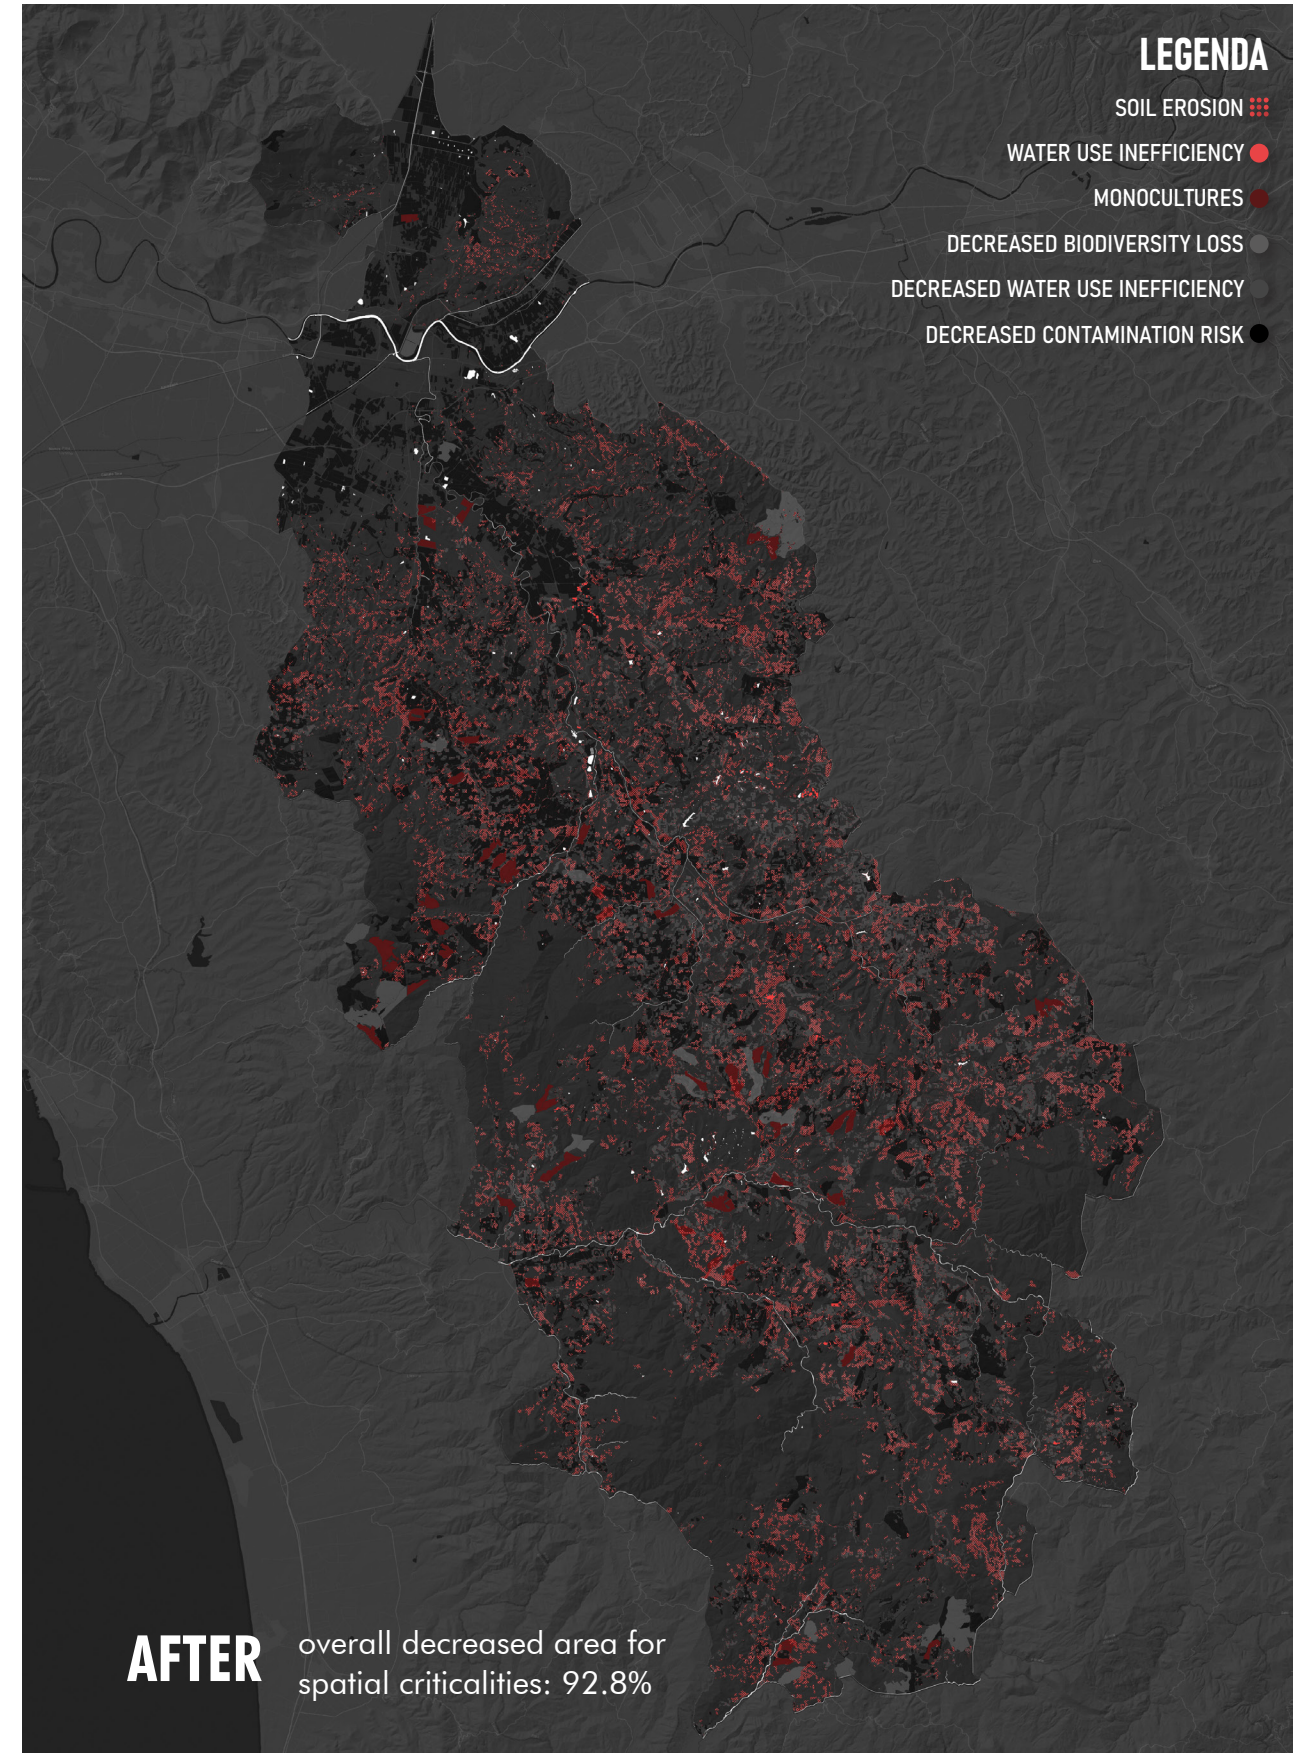 LEGENDA
SOIL EROSION
WATER USE INEFFICIENCY
MONOCULTURES
DECREASED BIODIVERSITY LOSS
DECREASED WATER USE INEFFICIENCY
DECREASED CONTAMINATION RISK
AFTER
overall decreased area for
spatial criticalities: 92.8%